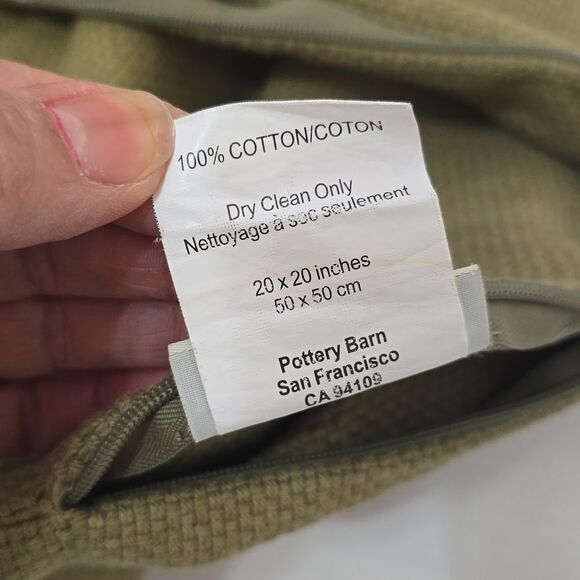 100% COTTON/COTON
Dry Clean Only
Nettoyage à sec seulement
20 x 20 inches
50 x 50 cm
Pottery Barn
San Francisco
CA 94109